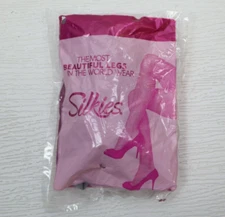 THE MOST
BEAUTIFUL LEGS
IN THE WORLD WEAR
Silkies